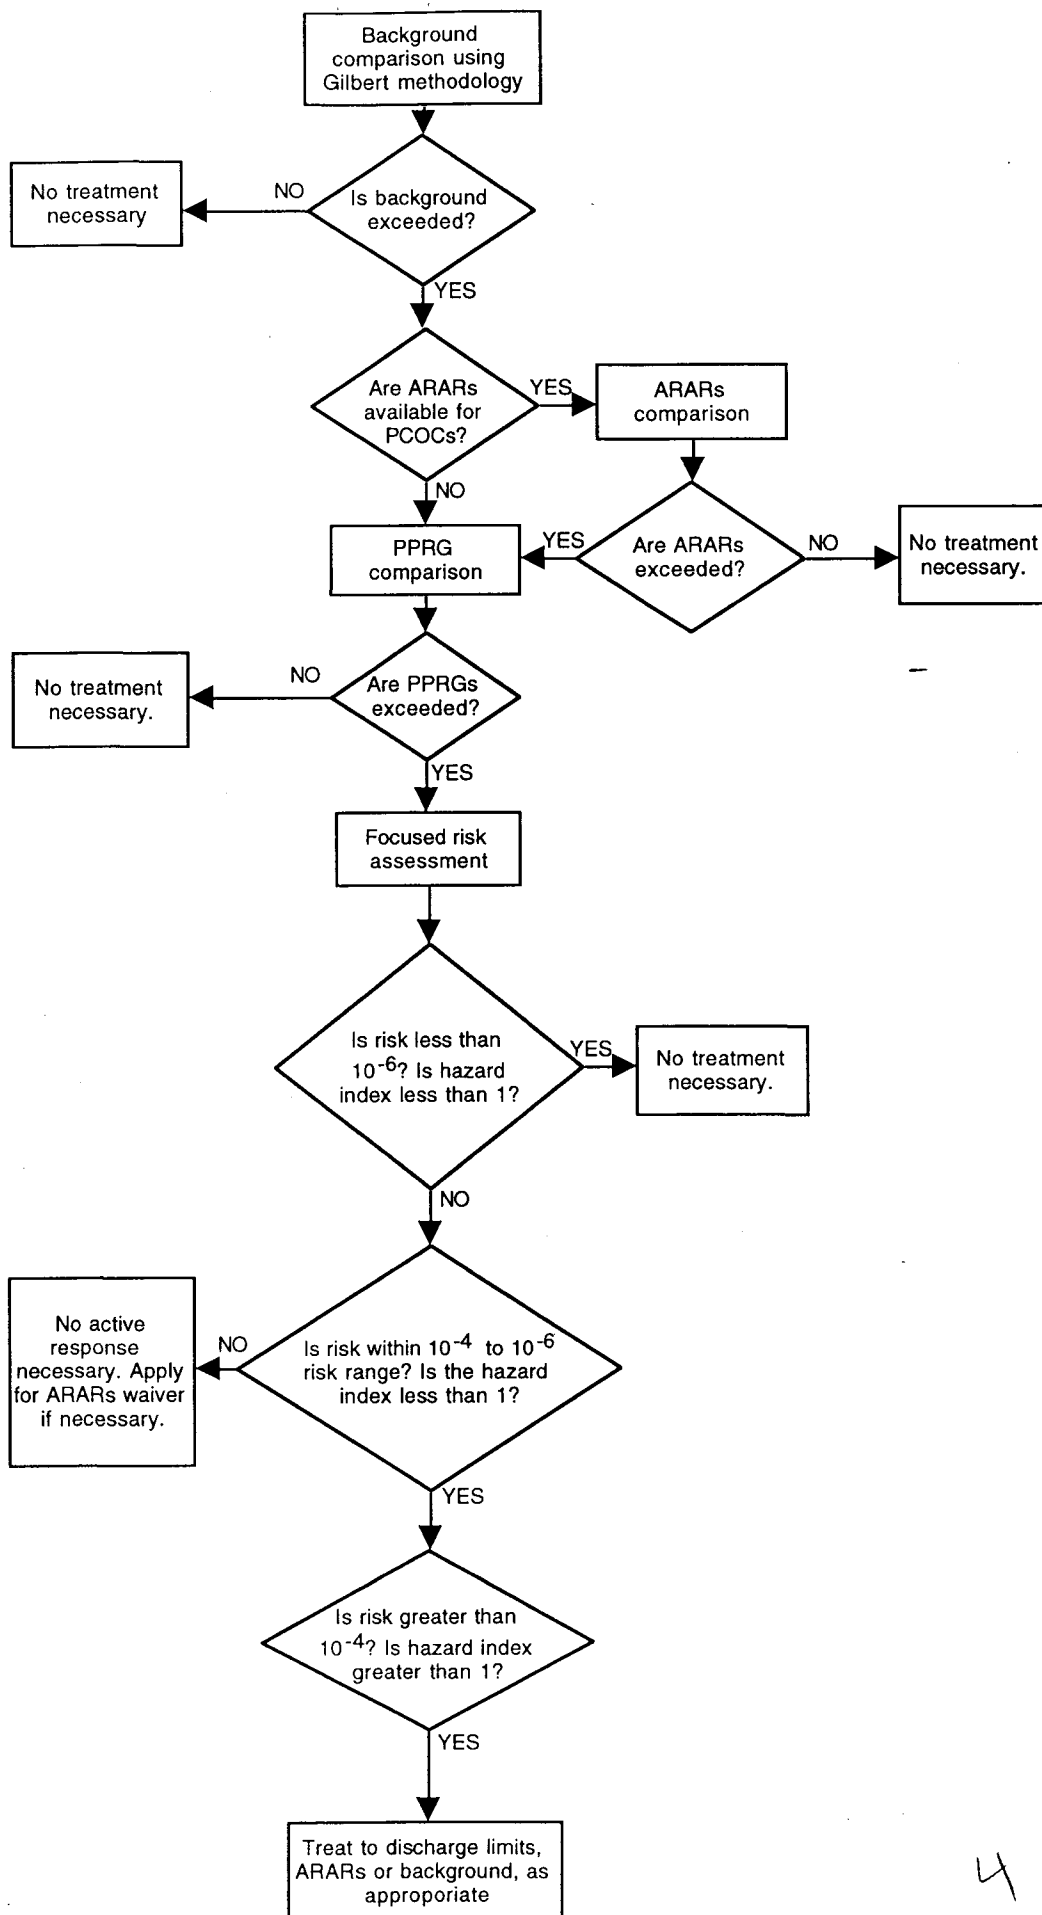 Background
comparison using
Gilbert methodology
No treatment
necessary
NO
Is background
exceeded?
YES
Are ARARs
available for
PCOCs?
YES
ARARs
comparison
NO
PPRG
comparison
YES
Are ARARs
exceeded?
NO
No treatment
necessary.
No treatment
necessary.
NO
Are PPRGs
exceeded?
YES
Focused risk
assessment
Is risk less than
10⁻⁶? Is hazard
index less than 1?
YES
No treatment
necessary.
NO
No active
response
necessary. Apply
for ARARs waiver
if necessary.
NO
Is risk within 10⁻⁴ to 10⁻⁶
risk range? Is the hazard
index less than 1?
YES
Is risk greater than
10⁻⁴? Is hazard index
greater than 1?
YES
Treat to discharge limits,
ARARs or background, as
approporiate
4